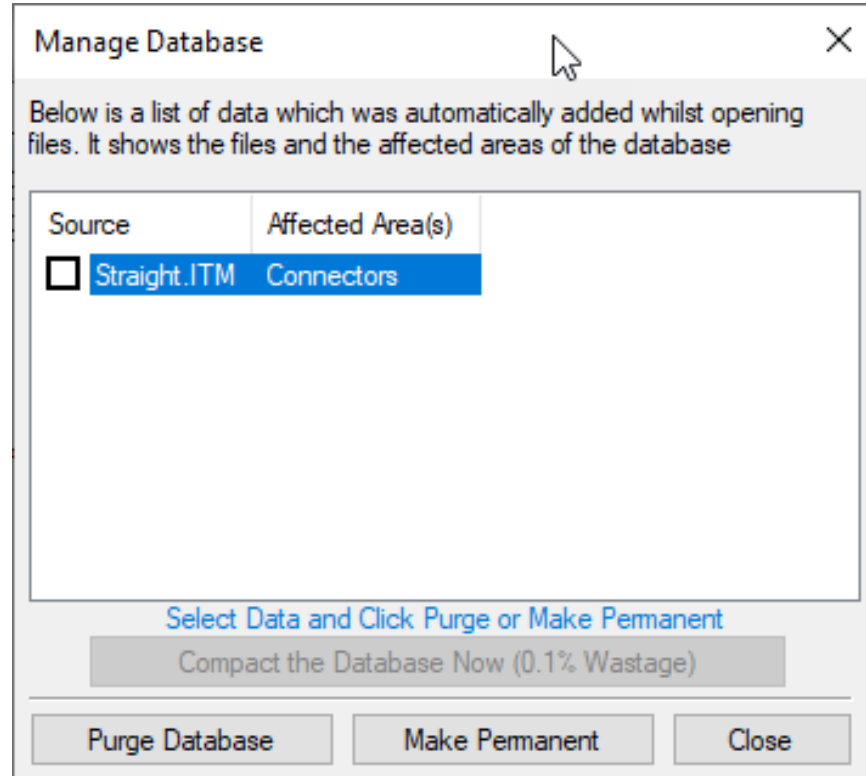 Manage Database
Below is a list of data which was automatically added whilst opening
files. It shows the files and the affected areas of the database
Source Affected Area(s)
Straight.ITM Connectors
Select Data and Click Purge or Make Permanent
Compact the Database Now (0.1% Wastage)
Purge Database Make Permanent Close